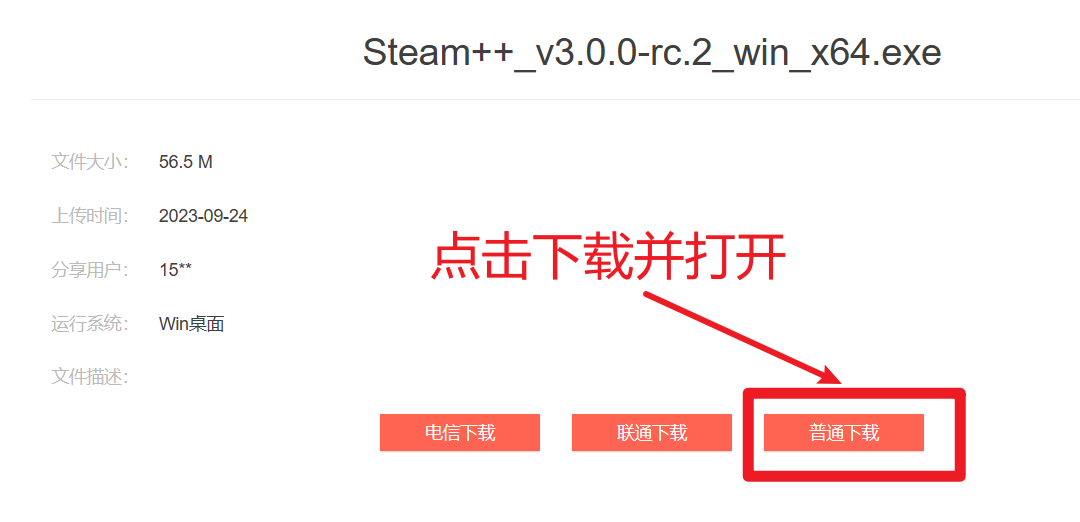 Steam++_v3.0.0-rc.2_win_x64.exe
文件大小： 56.5 M
上传时间： 2023-09-24
分享用户： 15**
运行系统： Win桌面
文件描述：
点击下载并打开
电信下载 联通下载 普通下载